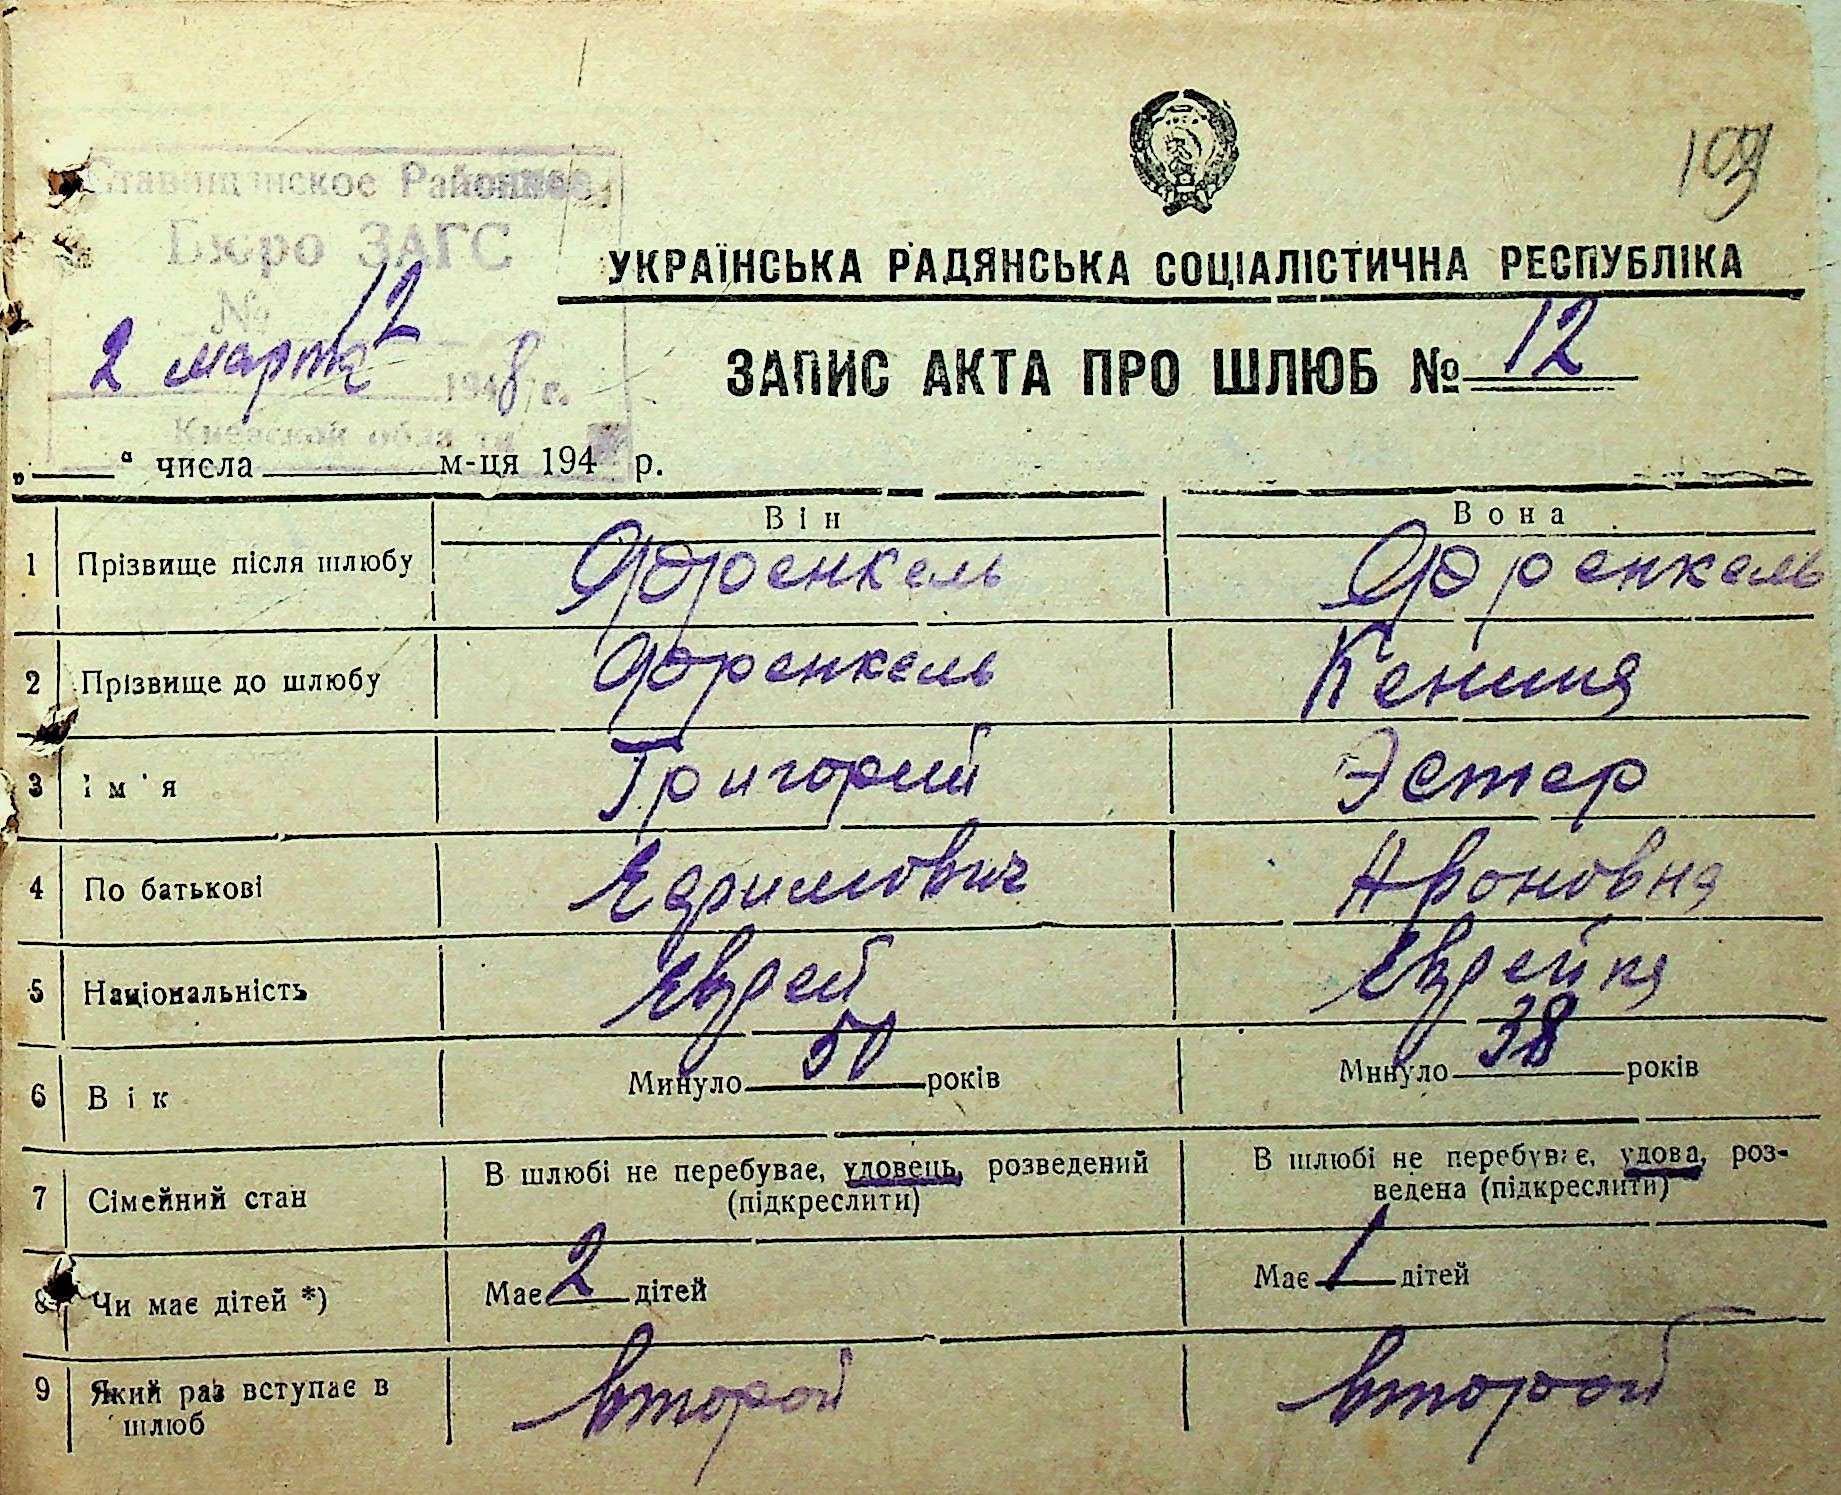 109
Ставищанское Районное
Бюро ЗАГС
№ 12
2 марта 1948 г.
Киевской области
УКРАЇНСЬКА РАДЯНСЬКА СОЦІАЛІСТИЧНА РЕСПУБЛІКА
ЗАПИС АКТА ПРО ШЛЮБ № 12
„ “ числа м-ця 194 р.
Він Вона
1 Прізвище після шлюбу Френкель Френкель
2 Прізвище до шлюбу Френкель
3 Ім'я Григорий Эстер
4 По батькові Ефимович Ароновна
5 Національність Еврей Еврейка
6 Вік Минуло 50 років Минуло 38 років
7 Сімейний стан В шлюбі не перебуває, удовець, розведений (підкреслити) В шлюбі не перебуває, удова, роз-
ведена (підкреслити)
8 Чи має дітей *) Має 2 дітей Має 1 дітей
9 Який раз вступає в шлюб второй второй